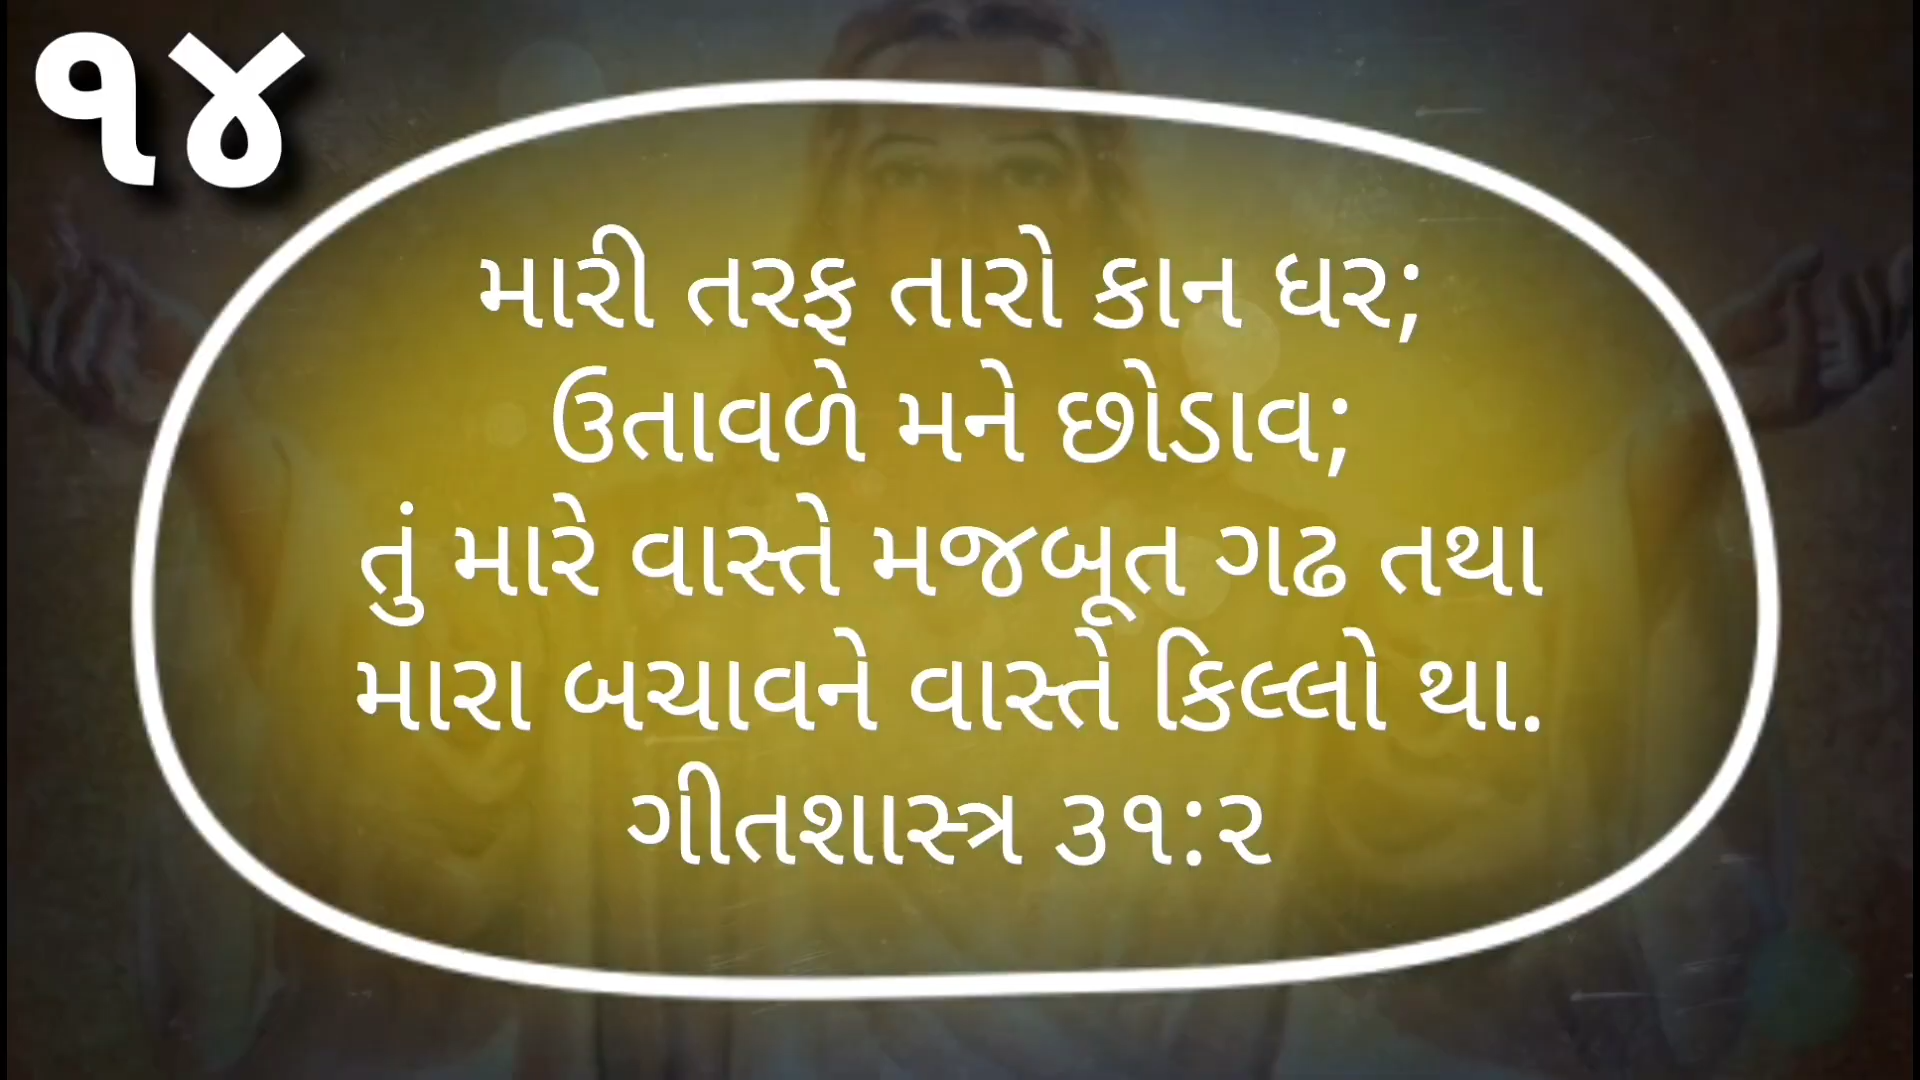 ૧૪
મારી તરફ તારો કાન ધર;
ઉતાવળે મને છોડાવ;
તું મારે વાસ્તે મજબૂત ગઢ તથા
મારા બચાવને વાસ્તે કિલ્લો થા.
ગીતશાસ્ત્ર ૩૧:૨